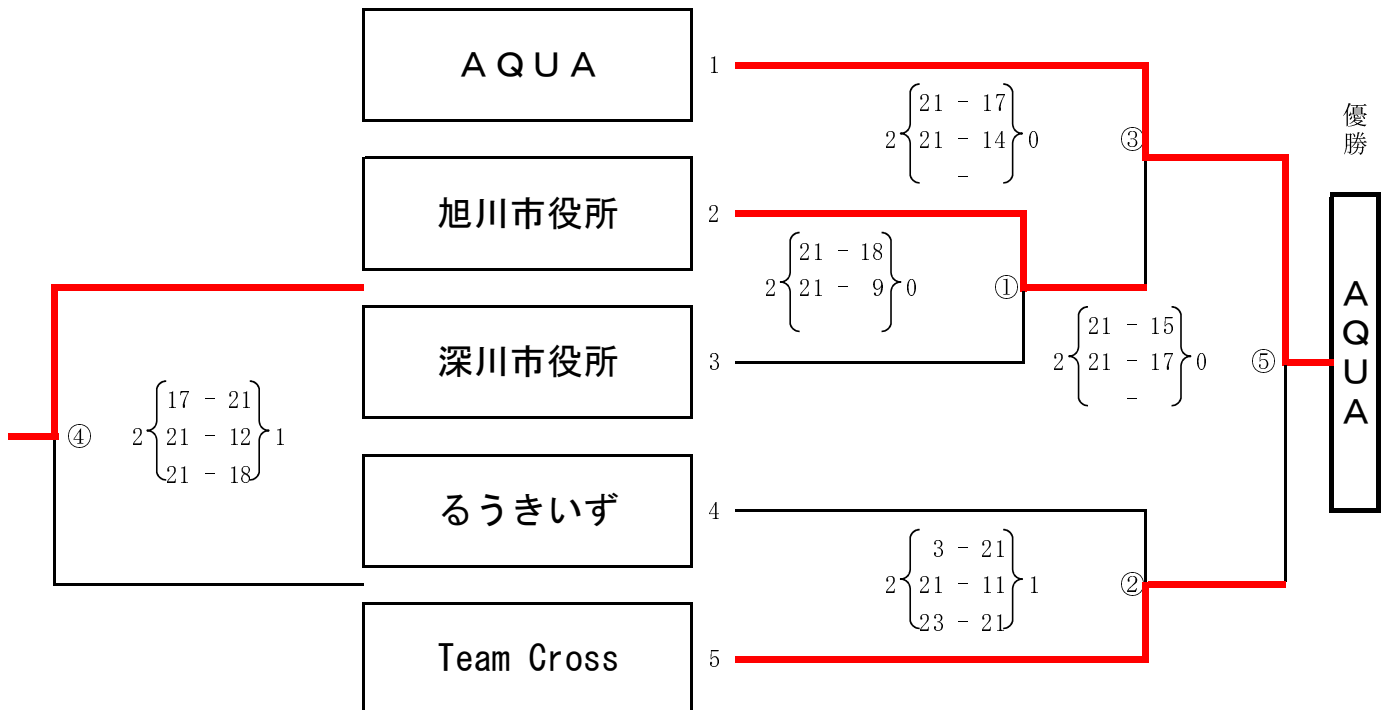 ＡＱＵＡ
1
21 － 17
2 21 － 14 0
－
③
優勝
旭川市役所
2
21 － 18
2 21 － 9 0
①
ＡＱＵＡ
深川市役所
3
21 － 15
2 21 － 17 0
－
⑤
17 － 21
④ 2 21 － 12 1
21 － 18
るうきいず
4
3 － 21
2 21 － 11 1
23 － 21
②
Team Cross
5